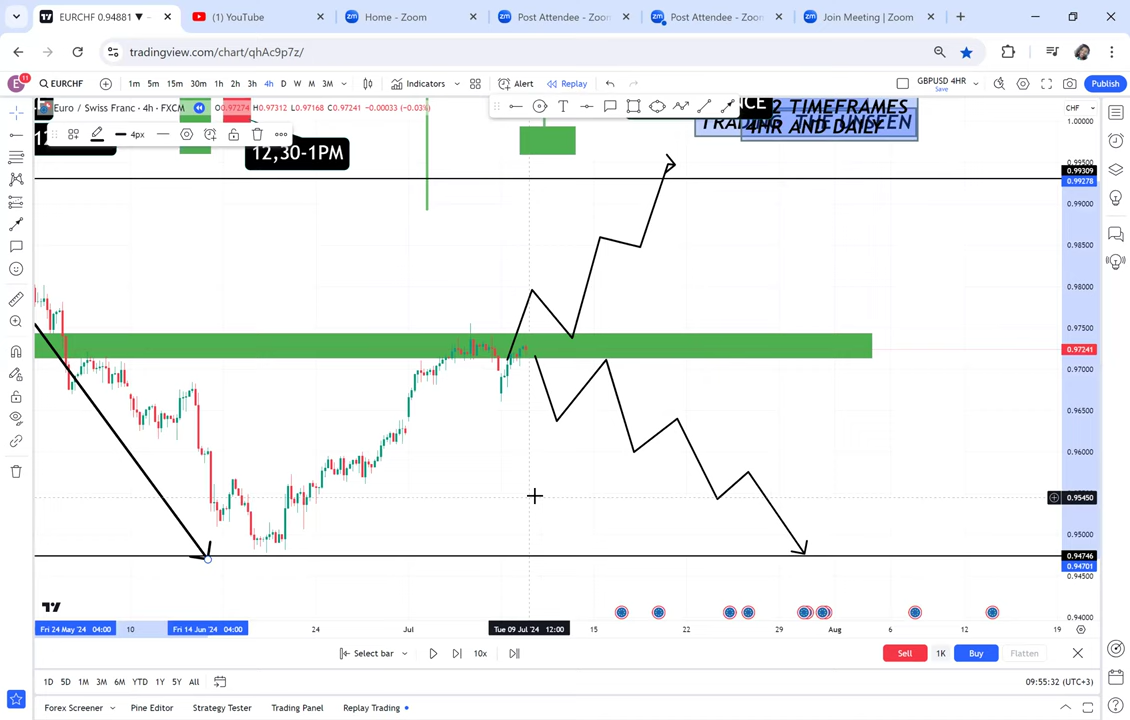 EURCHF 0.94881 ▼ -
(1) YouTube
Home - Zoom
Post Attendee - Zoom
Post Attendee - Zoom
Join Meeting | Zoom
tradingview.com/chart/qhAc9p7z/
E 11
EURCHF
1m 5m 15m 30m 1h 2h 3h 4h D W M 3M
Indicators
Alert
Replay
GBPUSD 4HR
Save
Publish
Euro / Swiss Franc · 4h · FXCM
O0.97274 H0.97312 L0.97168 C0.97241 −0.00033 (−0.03%)
4px
12,30-1PM
2 TIMEFRAMES
TRADING THE UNSEEN
4HR AND DAILY
CHF
1.00000
0.99500
0.99309
0.99278
0.99000
0.98500
0.98000
0.97500
0.97241
0.97000
0.96500
0.96000
0.95450
0.95000
0.94746
0.94701
0.94500
0.94000
Fri 24 May '24 04:00
10
Fri 14 Jun '24 04:00
24
Jul
Tue 09 Jul '24 12:00
15
22
29
Aug
6
12
19
Select bar
10x
Sell
1K
Buy
Flatten
1D 5D 1M 3M 6M YTD 1Y 5Y All
09:55:32 (UTC+3)
Forex Screener
Pine Editor
Strategy Tester
Trading Panel
Replay Trading